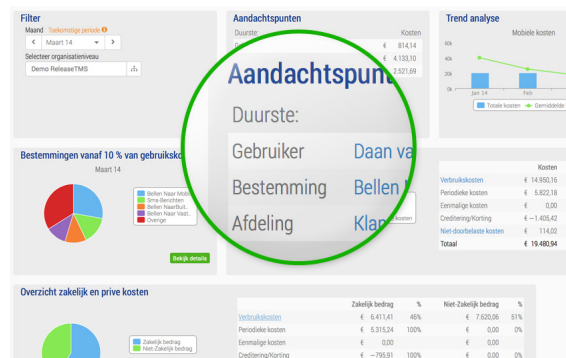 Filter
Maand Toekomstige periode
Maart 14
Selecteer organisatieniveau
Demo ReleaseTMS
Aandachtspunten
Duurste: Kosten
€ 814,14
€ 4.133,10
2.521,69
Aandachtspunt
Duurste:
Gebruiker Daan va
Bestemming Bellen
Afdeling Klan
kosten
Trend analyse
Mobiele kosten
60k
40k
20k
0k
Jan 14 Feb
Totale kosten Gemiddelde
Bestemmingen vanaf 10 % van gebruiksko
Maart 14
Bellen Naar Mobi
Sms-Berichten
Bellen NaarBuit.
Bellen Naar Vast.
Overige
Bekijk details
Kosten
Verbruikskosten € 14.950,16
Periodieke kosten € 5.822,18
Eenmalige kosten € 0,00
Creditering/Korting € -1.405,42
Niet-doorbelaste kosten € 114,02
Totaal € 19.480,94
Overzicht zakelijk en prive kosten
Zakelijk bedrag
Niet-Zakelijk bedrag
Zakelijk bedrag % Niet-Zakelijk bedrag %
Verbruikskosten € 6.411,41 46% € 7.620,06 51%
Periodieke kosten € 5.315,24 100% € 0,00 0%
Eenmalige kosten € 0,00 € 0,00
Creditering/Korting € -795,91 100% € 0,00 0%